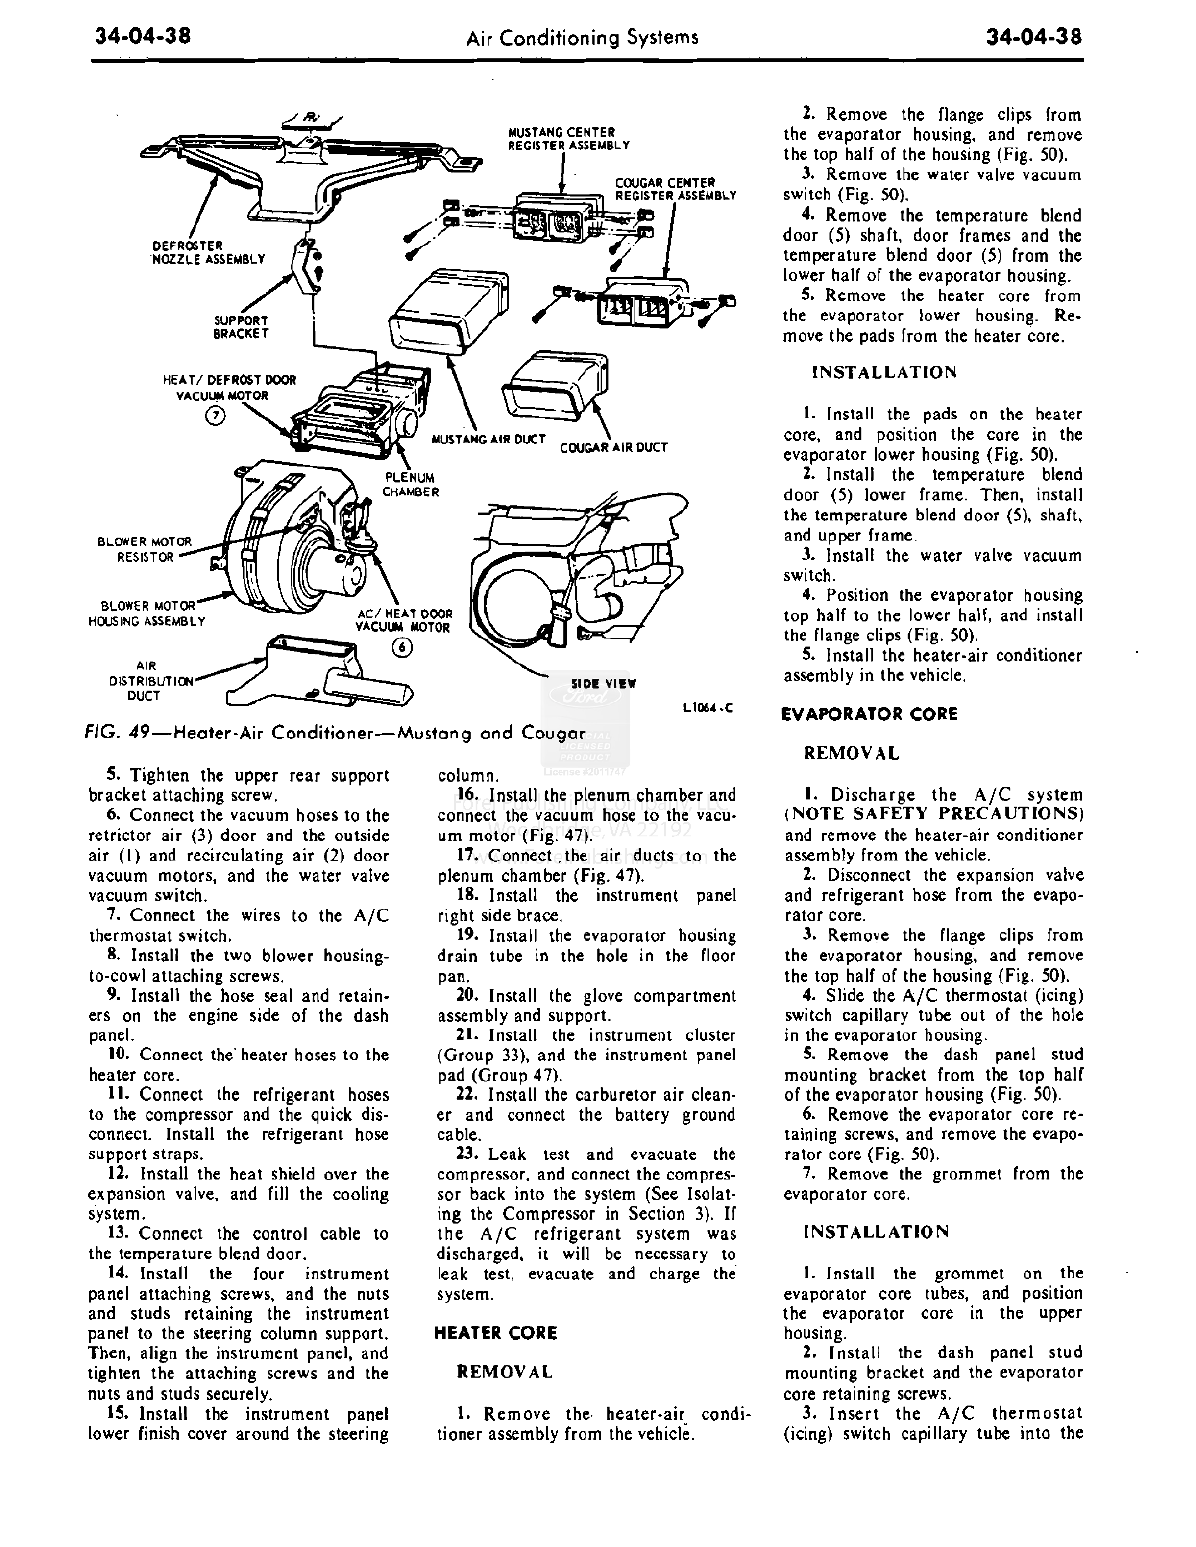 34-04-38
Air Conditioning Systems
34-04-38
MUSTANG CENTER
REGISTER ASSEMBLY
COUGAR CENTER
REGISTER ASSEMBLY
DEFROSTER
NOZZLE ASSEMBLY
SUPPORT
BRACKET
HEAT/ DEFROST DOOR
VACUUM MOTOR
7
MUSTANG AIR DUCT
COUGAR AIR DUCT
PLENUM
CHAMBER
BLOWER MOTOR
RESISTOR
BLOWER MOTOR
HOUSING ASSEMBLY
AC/ HEAT DOOR
VACUUM MOTOR
6
AIR
DISTRIBUTION
DUCT
SIDE VIEW
L1064-C
FIG. 49—Heater-Air Conditioner—Mustang and Cougar
5. Tighten the upper rear support
bracket attaching screw.
6. Connect the vacuum hoses to the
retrictor air (3) door and the outside
air (1) and recirculating air (2) door
vacuum motors, and the water valve
vacuum switch.
7. Connect the wires to the A/C
thermostat switch.
8. Install the two blower housing-
to-cowl attaching screws.
9. Install the hose seal and retain-
ers on the engine side of the dash
panel.
10. Connect the heater hoses to the
heater core.
11. Connect the refrigerant hoses
to the compressor and the quick dis-
connect. Install the refrigerant hose
support straps.
12. Install the heat shield over the
expansion valve, and fill the cooling
system.
13. Connect the control cable to
the temperature blend door.
14. Install the four instrument
panel attaching screws, and the nuts
and studs retaining the instrument
panel to the steering column support.
Then, align the instrument panel, and
tighten the attaching screws and the
nuts and studs securely.
15. Install the instrument panel
lower finish cover around the steering
column.
16. Install the plenum chamber and
connect the vacuum hose to the vacu-
um motor (Fig. 47).
17. Connect the air ducts to the
plenum chamber (Fig. 47).
18. Install the instrument panel
right side brace.
19. Install the evaporator housing
drain tube in the hole in the floor
pan.
20. Install the glove compartment
assembly and support.
21. Install the instrument cluster
(Group 33), and the instrument panel
pad (Group 47).
22. Install the carburetor air clean-
er and connect the battery ground
cable.
23. Leak test and evacuate the
compressor, and connect the compres-
sor back into the system (See Isolat-
ing the Compressor in Section 3). If
the A/C refrigerant system was
discharged, it will be necessary to
leak test, evacuate and charge the
system.
HEATER CORE
REMOVAL
1. Remove the heater-air condi-
tioner assembly from the vehicle.
2. Remove the flange clips from
the evaporator housing, and remove
the top half of the housing (Fig. 50).
3. Remove the water valve vacuum
switch (Fig. 50).
4. Remove the temperature blend
door (5) shaft, door frames and the
temperature blend door (5) from the
lower half of the evaporator housing.
5. Remove the heater core from
the evaporator lower housing. Re-
move the pads from the heater core.
INSTALLATION
1. Install the pads on the heater
core, and position the core in the
evaporator lower housing (Fig. 50).
2. Install the temperature blend
door (5) lower frame. Then, install
the temperature blend door (5), shaft,
and upper frame.
3. Install the water valve vacuum
switch.
4. Position the evaporator housing
top half to the lower half, and install
the flange clips (Fig. 50).
5. Install the heater-air conditioner
assembly in the vehicle.
EVAPORATOR CORE
REMOVAL
1. Discharge the A/C system
(NOTE SAFETY PRECAUTIONS)
and remove the heater-air conditioner
assembly from the vehicle.
2. Disconnect the expansion valve
and refrigerant hose from the evapo-
rator core.
3. Remove the flange clips from
the evaporator housing, and remove
the top half of the housing (Fig. 50).
4. Slide the A/C thermostat (icing)
switch capillary tube out of the hole
in the evaporator housing.
5. Remove the dash panel stud
mounting bracket from the top half
of the evaporator housing (Fig. 50).
6. Remove the evaporator core re-
taining screws, and remove the evapo-
rator core (Fig. 50).
7. Remove the grommet from the
evaporator core.
INSTALLATION
1. Install the grommet on the
evaporator core tubes, and position
the evaporator core in the upper
housing.
2. Install the dash panel stud
mounting bracket and the evaporator
core retaining screws.
3. Insert the A/C thermostat
(icing) switch capillary tube into the